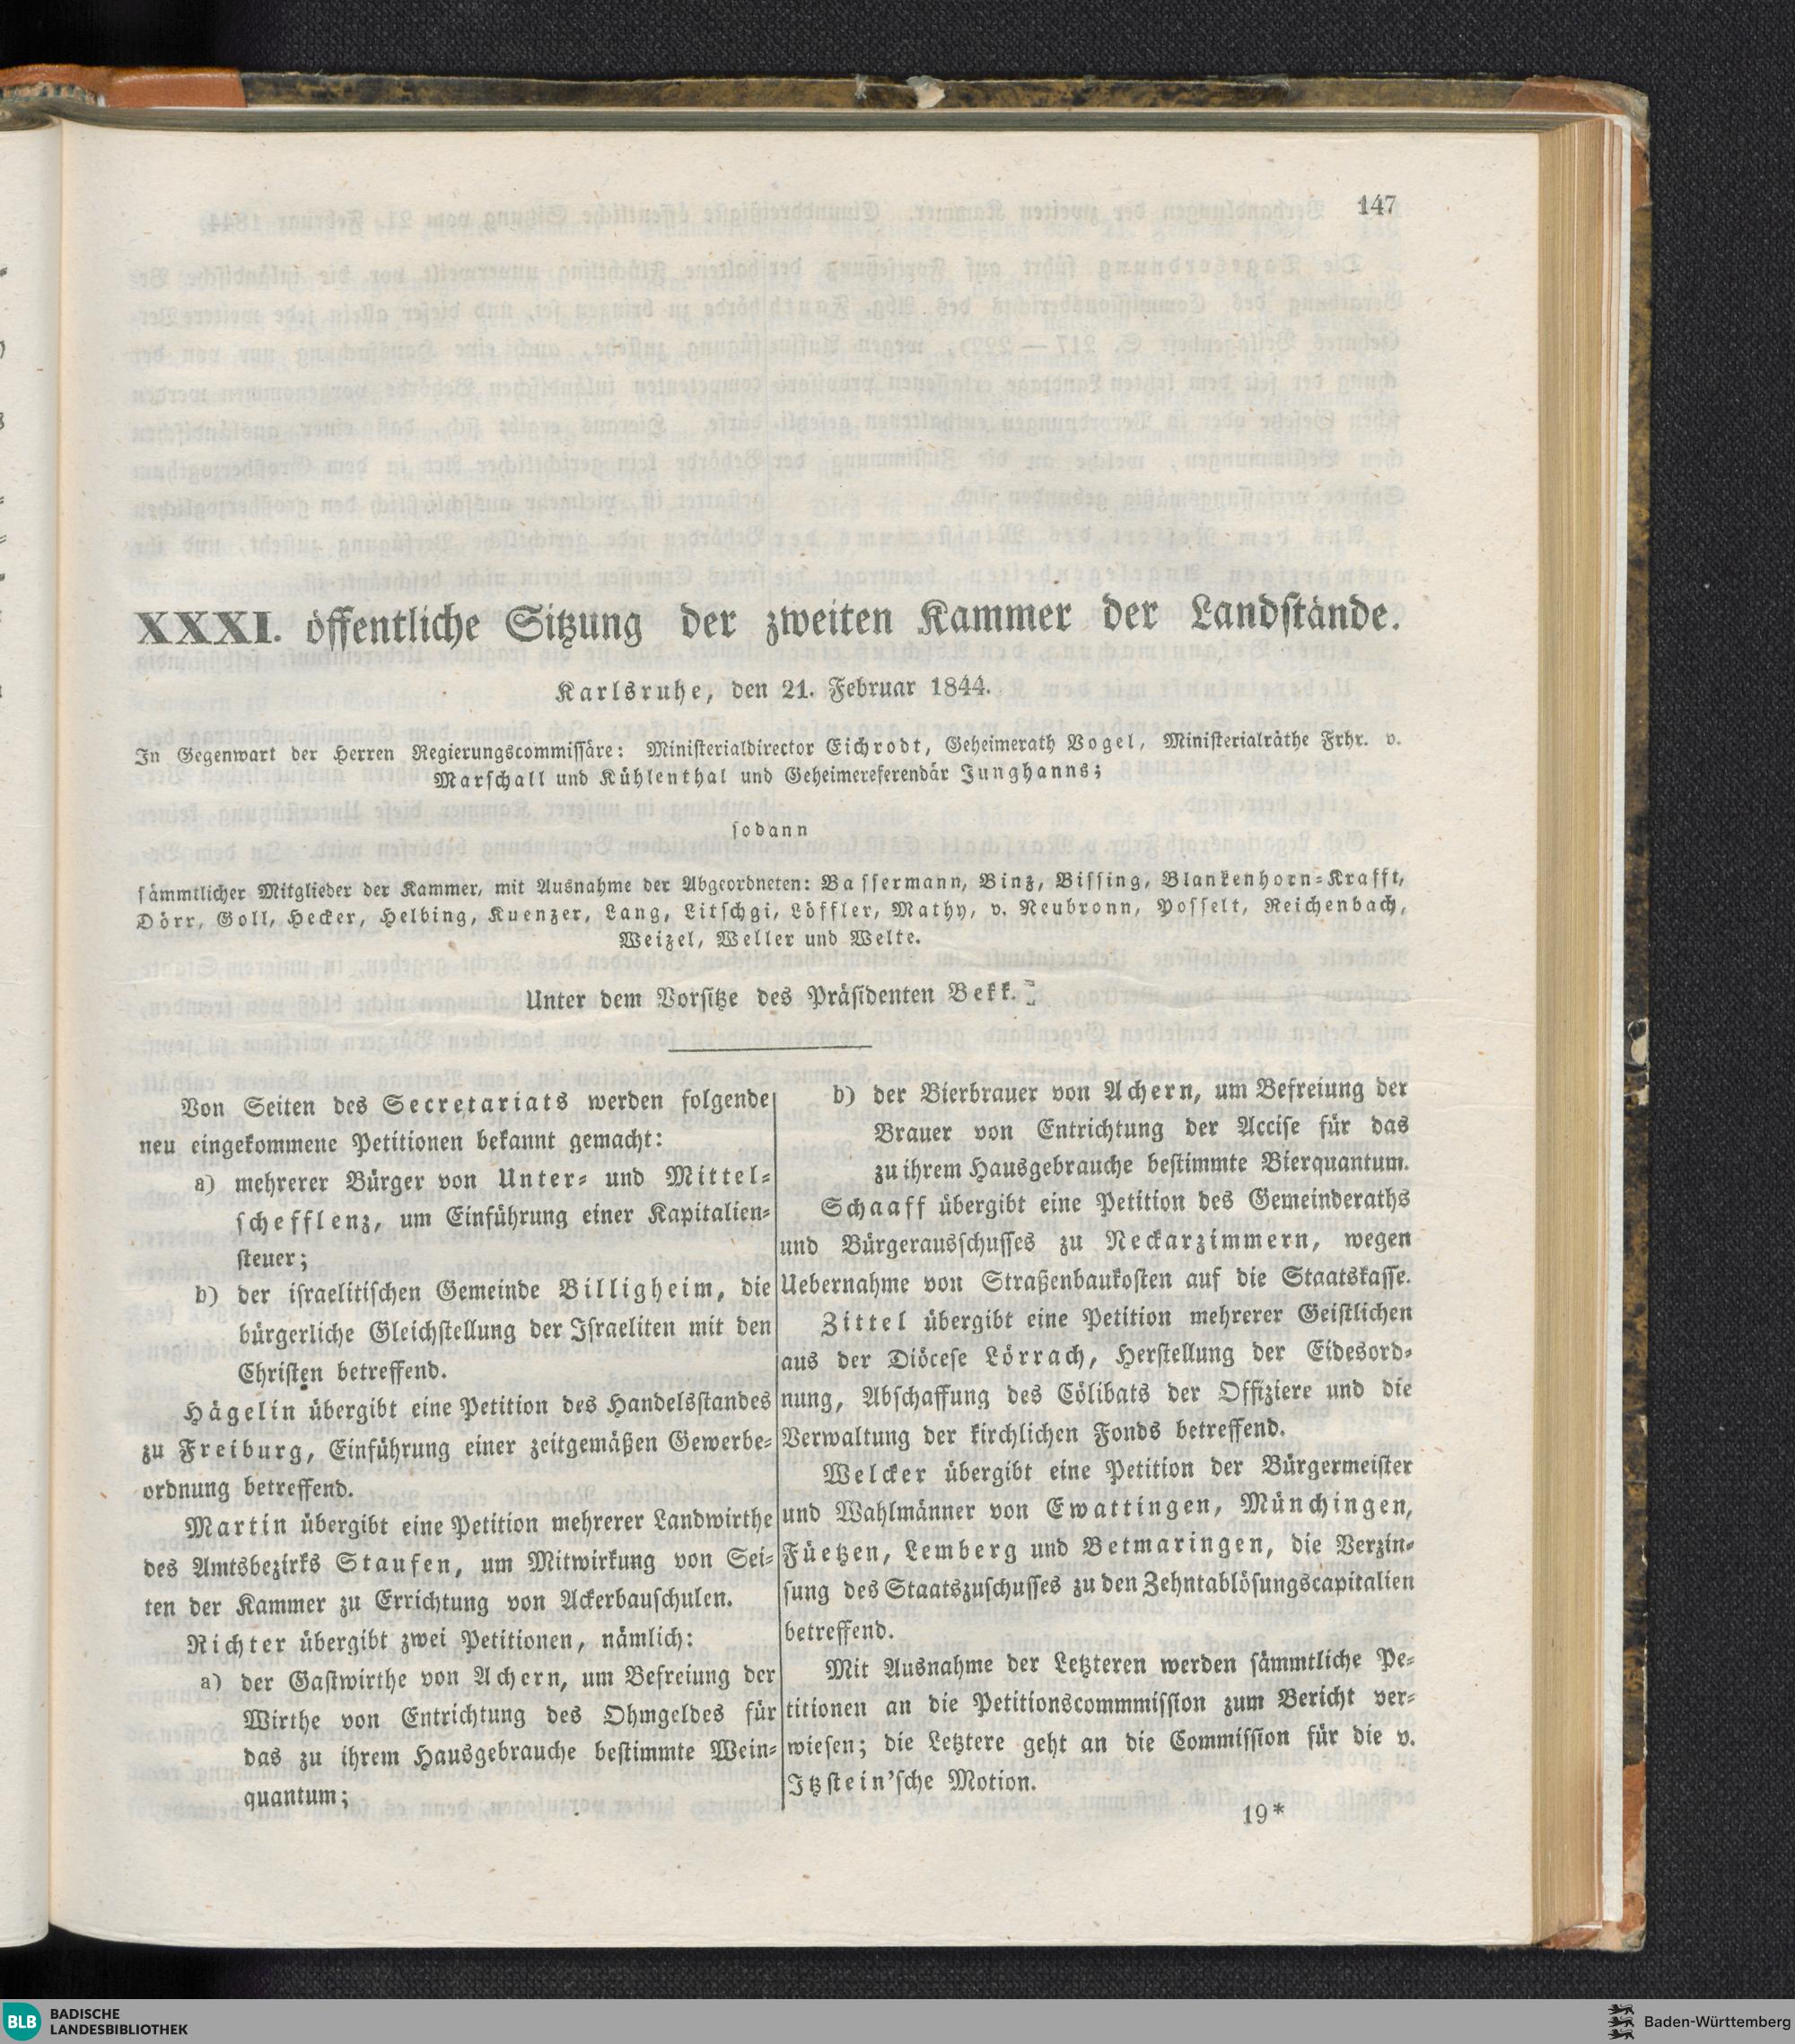 147
XXXI. öffentliche Sitzung der zweiten Kammer der Landstände.
Karlsruhe, den 21. Februar 1844.
In Gegenwart der Herren Regierungscommissäre: Ministerialdirector Eichrodt, Geheimerath Vogel, Ministerialräthe Frhr. v.
Marschall und Kühlenthal und Geheimereferendär Junghanns;
sodann
sämmtlicher Mitglieder der Kammer, mit Ausnahme der Abgeordneten: Bassermann, Binz, Bissing, Blankenhorn-Krafft,
Dörr, Goll, Hecker, Helbing, Kuenzer, Lang, Litschgi, Löffler, Mathy, v. Neubronn, Posselt, Reichenbach,
Weizel, Weller und Welte.
Unter dem Vorsitze des Präsidenten Bekk.
Von Seiten des Secretariats werden folgende
neu eingekommene Petitionen bekannt gemacht:
a) mehrerer Bürger von Unter- und Mittel-
schefflenz, um Einführung einer Kapitalien-
steuer;
b) der israelitischen Gemeinde Billigheim, die
bürgerliche Gleichstellung der Israeliten mit den
Christen betreffend.
Hägelin übergibt eine Petition des Handelsstandes
zu Freiburg, Einführung einer zeitgemäßen Gewerbe-
ordnung betreffend.
Martin übergibt eine Petition mehrerer Landwirthe
des Amtsbezirks Staufen, um Mitwirkung von Sei-
ten der Kammer zu Errichtung von Ackerbauschulen.
Richter übergibt zwei Petitionen, nämlich:
a) der Gastwirthe von Achern, um Befreiung der
Wirthe von Entrichtung des Ohmgeldes für
das zu ihrem Hausgebrauche bestimmte Wein-
quantum;
b) der Bierbrauer von Achern, um Befreiung der
Brauer von Entrichtung der Accise für das
zu ihrem Hausgebrauche bestimmte Bierquantum.
Schaaff übergibt eine Petition des Gemeinderaths
und Bürgerausschusses zu Neckarzimmern, wegen
Uebernahme von Straßenbaukosten auf die Staatskasse.
Zittel übergibt eine Petition mehrerer Geistlichen
aus der Diöcese Lörrach, Herstellung der Eidesord-
nung, Abschaffung des Cölibats der Offiziere und die
Verwaltung der kirchlichen Fonds betreffend.
Welcker übergibt eine Petition der Bürgermeister
und Wahlmänner von Ewattingen, Münchingen,
Füetzen, Lemberg und Betmaringen, die Verzin-
sung des Staatszuschusses zu den Zehntablösungscapitalien
betreffend.
Mit Ausnahme der Letzteren werden sämmtliche Pe-
titionen an die Petitionscommmission zum Bericht ver-
wiesen; die Letztere geht an die Commission für die v.
Itzstein'sche Motion.
19*
BLB BADISCHE
LANDESBIBLIOTHEK
Baden-Württemberg